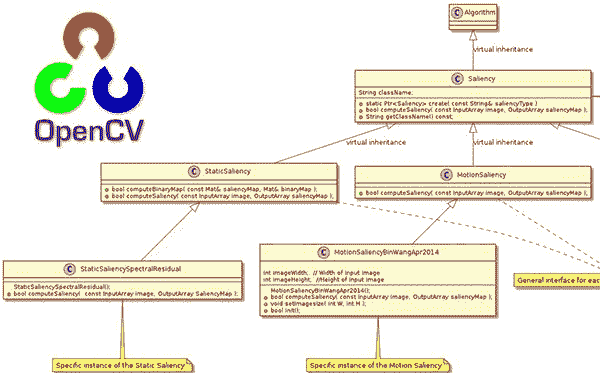 OpenCV
C Algorithm
virtual inheritance
C Saliency
String className;
static Ptr<Saliency> create( const String& saliencyType )
bool computeSaliency( const InputArray image, OutputArray saliencyMap );
String getClassName() const;
virtual inheritance
virtual inheritance
C StaticSaliency
bool computeBinaryMap( const Mat& saliencyMap, Mat& binaryMap );
bool computeSaliency( const InputArray image, OutputArray saliencyMap );
C MotionSaliency
bool computeSaliency( const InputArray image, OutputArray saliencyMap );
C StaticSaliencySpectralResidual
StaticSaliencySpectralResidual();
bool computeSaliency( const InputArray image, OutputArray saliencyMap );
C MotionSaliencyBinWangApr2014
int imageWidth; // Width of input image
int imageHeight; //Height of input image
MotionSaliencyBinWangApr2014();
bool computeSaliency( const InputArray image, OutputArray saliencyMap );
void setImagesize( int W, int H );
bool init();
General interface for eac
Specific instance of the Static Saliency
Specific instance of the Motion Saliency